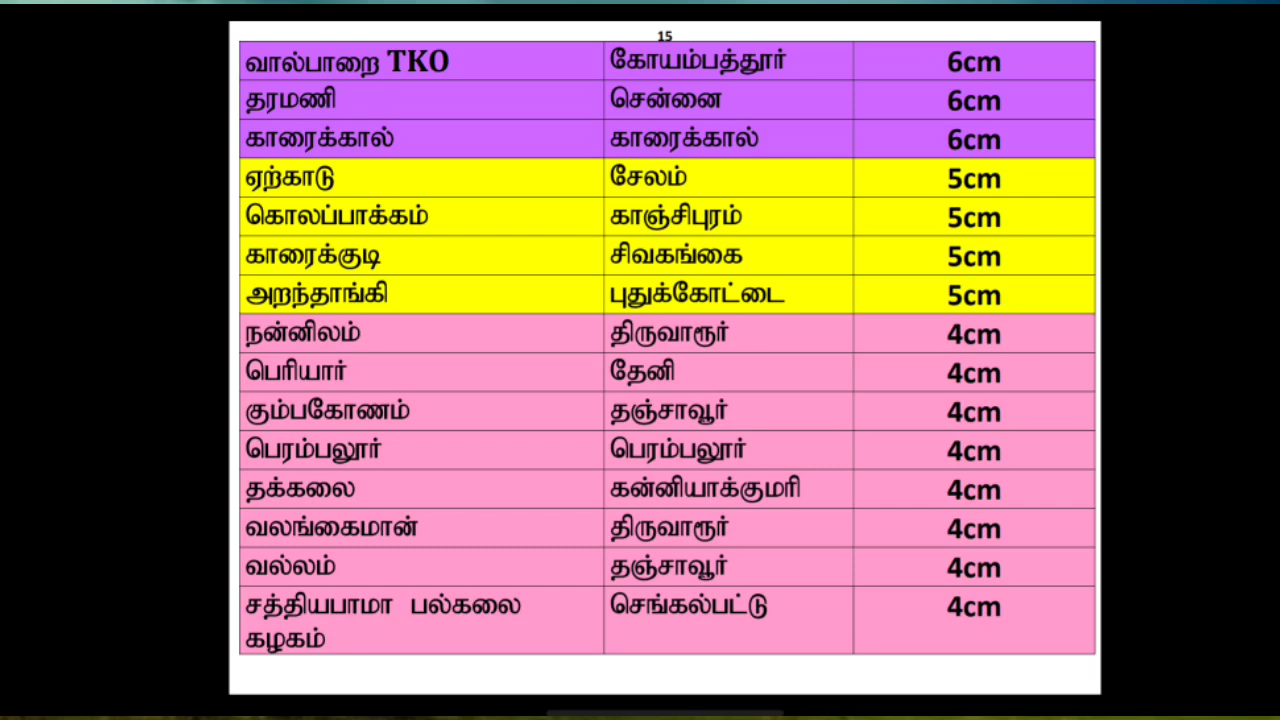 15
வால்பாறை TKO கோயம்பத்தூர் 6cm
தரமணி சென்னை 6cm
காரைக்கால் காரைக்கால் 6cm
ஏற்காடு சேலம் 5cm
கொலப்பாக்கம் காஞ்சிபுரம் 5cm
காரைக்குடி சிவகங்கை 5cm
அறந்தாங்கி புதுக்கோட்டை 5cm
நன்னிலம் திருவாரூர் 4cm
பெரியார் தேனி 4cm
கும்பகோணம் தஞ்சாவூர் 4cm
பெரம்பலூர் பெரம்பலூர் 4cm
தக்கலை கன்னியாக்குமரி 4cm
வலங்கைமான் திருவாரூர் 4cm
வல்லம் தஞ்சாவூர் 4cm
சத்தியபாமா பல்கலை செங்கல்பட்டு 4cm
கழகம்